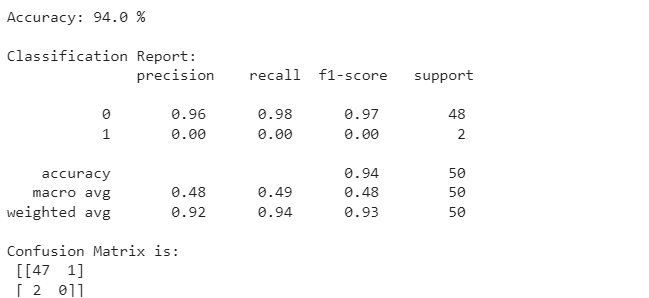 Accuracy: 94.0 %
Classification Report:
precision recall f1-score support
0 0.96 0.98 0.97 48
1 0.00 0.00 0.00 2
accuracy 0.94 50
macro avg 0.48 0.49 0.48 50
weighted avg 0.92 0.94 0.93 50
Confusion Matrix is:
[[47 1]
[ 2 0]]